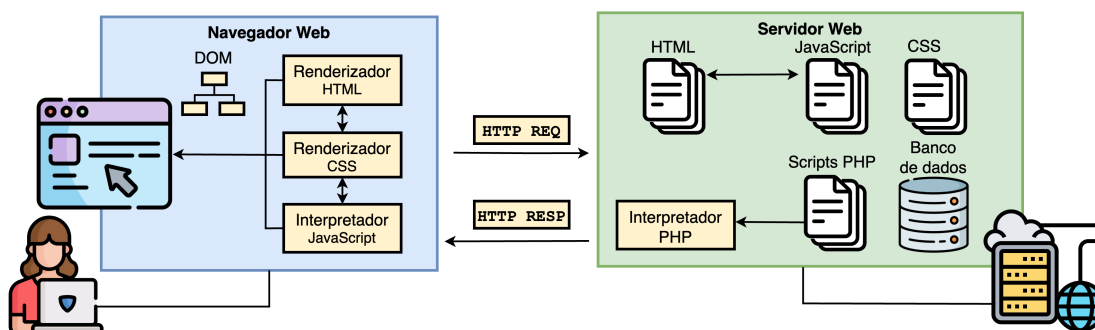 Navegador Web
DOM
Renderizador
HTML
Renderizador
CSS
Interpretador
JavaScript
HTTP REQ
HTTP RESP
Servidor Web
HTML
JavaScript
CSS
Scripts PHP
Banco
de dados
Interpretador
PHP